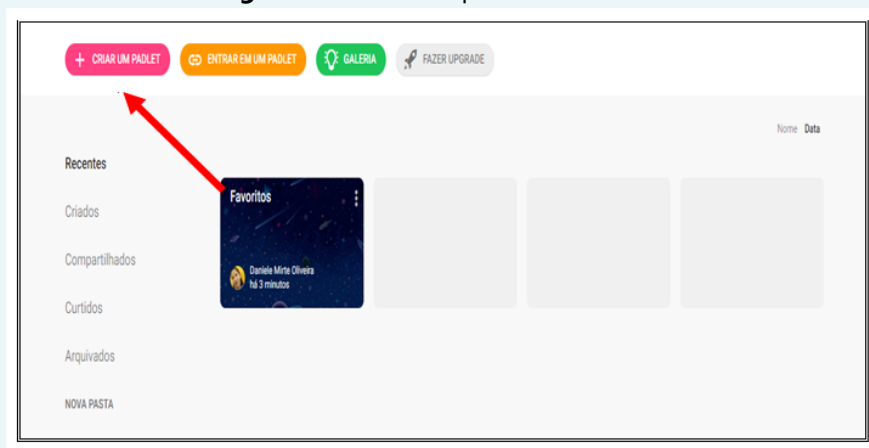 CRIAR UM PADLET ENTRAR EM UM PADLET GALERIA FAZER UPGRADE
Nome Data
Recentes
Criados
Compartilhados
Curtidos
Arquivados
NOVA PASTA
Favoritos
Daniele Mirte Oliveira
há 3 minutos